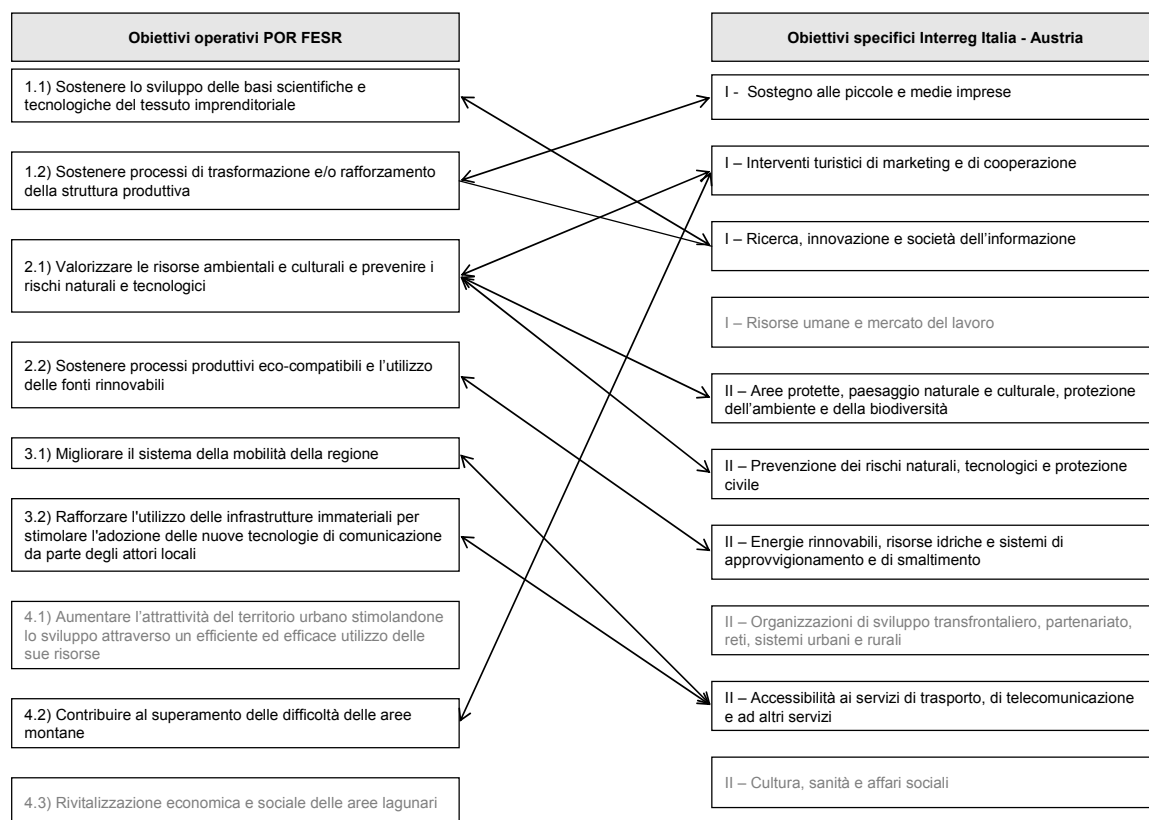 Obiettivi operativi POR FESR
1.1) Sostenere lo sviluppo delle basi scientifiche e
tecnologiche del tessuto imprenditoriale
1.2) Sostenere processi di trasformazione e/o rafforzamento
della struttura produttiva
2.1) Valorizzare le risorse ambientali e culturali e prevenire i
rischi naturali e tecnologici
2.2) Sostenere processi produttivi eco-compatibili e l’utilizzo
delle fonti rinnovabili
3.1) Migliorare il sistema della mobilità della regione
3.2) Rafforzare l'utilizzo delle infrastrutture immateriali per
stimolare l'adozione delle nuove tecnologie di comunicazione
da parte degli attori locali
4.1) Aumentare l’attrattività del territorio urbano stimolandone
lo sviluppo attraverso un efficiente ed efficace utilizzo delle
sue risorse
4.2) Contribuire al superamento delle difficoltà delle aree
montane
4.3) Rivitalizzazione economica e sociale delle aree lagunari
Obiettivi specifici Interreg Italia - Austria
I - Sostegno alle piccole e medie imprese
I – Interventi turistici di marketing e di cooperazione
I – Ricerca, innovazione e società dell’informazione
I – Risorse umane e mercato del lavoro
II – Aree protette, paesaggio naturale e culturale, protezione
dell’ambiente e della biodiversità
II – Prevenzione dei rischi naturali, tecnologici e protezione
civile
II – Energie rinnovabili, risorse idriche e sistemi di
approvvigionamento e di smaltimento
II – Organizzazioni di sviluppo transfrontaliero, partenariato,
reti, sistemi urbani e rurali
II – Accessibilità ai servizi di trasporto, di telecomunicazione
e ad altri servizi
II – Cultura, sanità e affari sociali